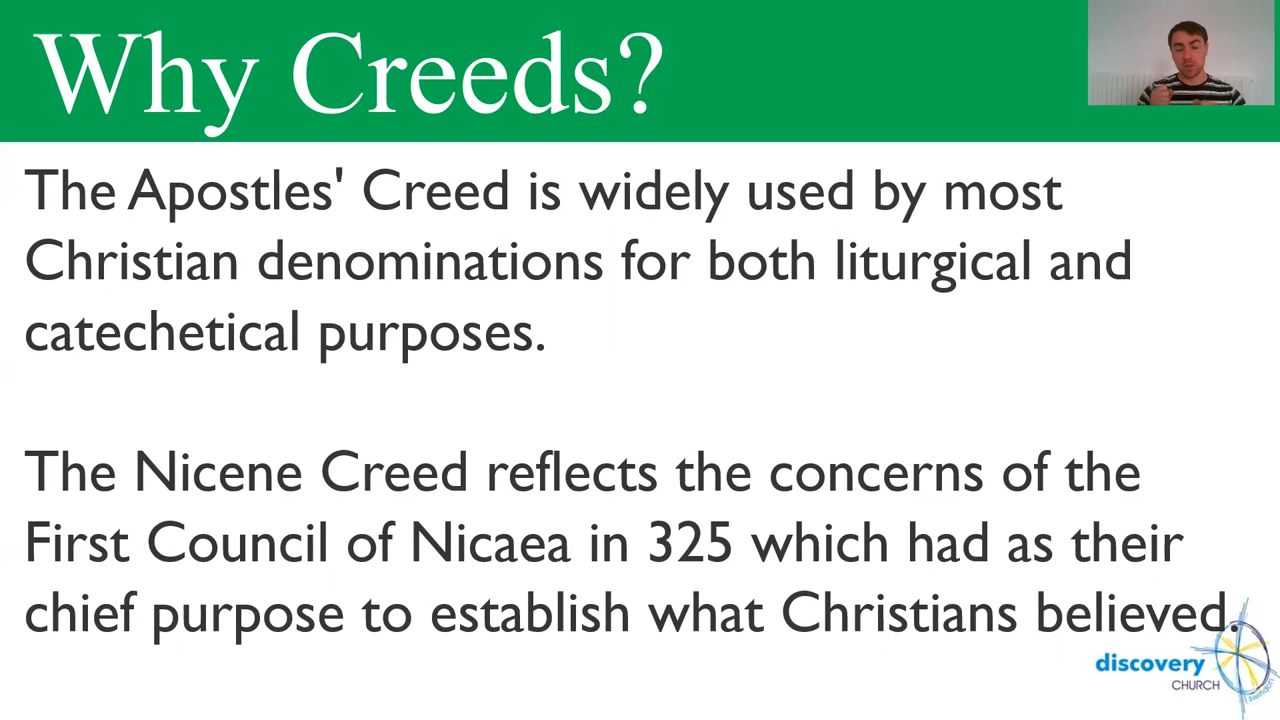 Why Creeds?
The Apostles' Creed is widely used by most
Christian denominations for both liturgical and
catechetical purposes.
The Nicene Creed reflects the concerns of the
First Council of Nicaea in 325 which had as their
chief purpose to establish what Christians believed.
discovery
CHURCH
swindon